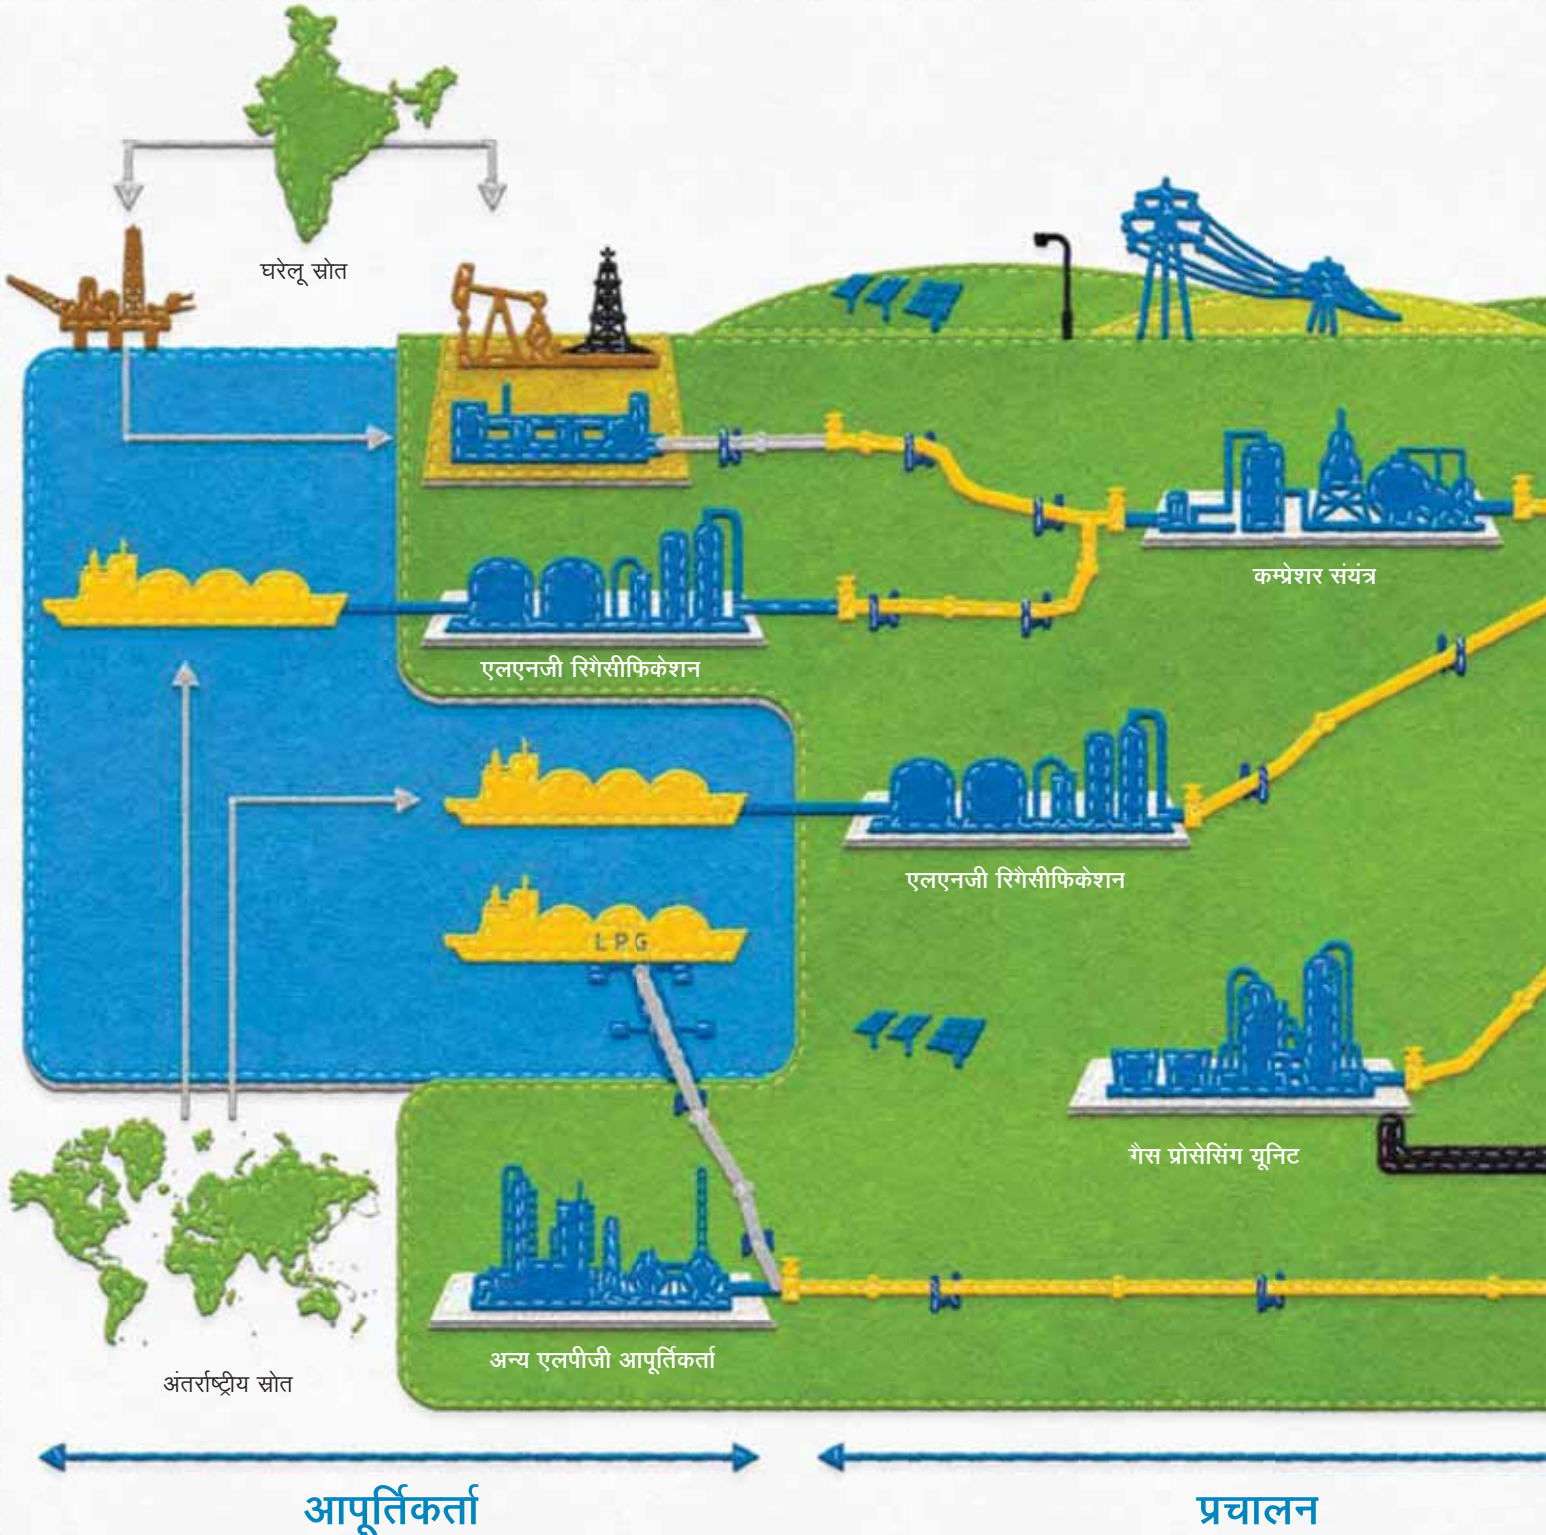 घरेलू स्रोत
कम्प्रेशर संयंत्र
एलएनजी रिगैसीफिकेशन
एलएनजी रिगैसीफिकेशन
LPG
गैस प्रोसेसिंग यूनिट
अन्य एलपीजी आपूर्तिकर्ता
अंतर्राष्ट्रीय स्रोत
आपूर्तिकर्ता
प्रचालन